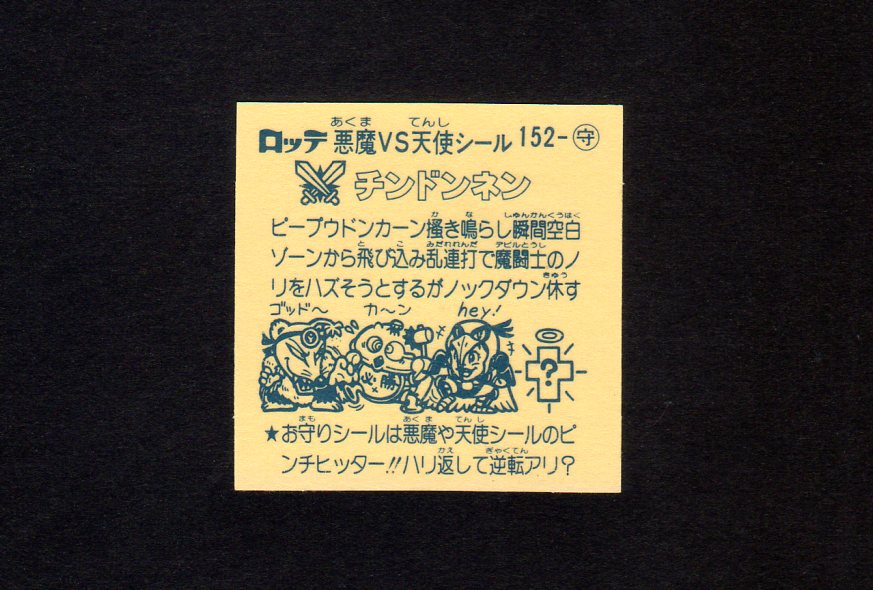 ロッテ 悪魔VS天使シール 152-守
あくま てんし
チンドンネン
ピープウドンカーン掻き鳴らし瞬間空白
か な しゅんかんくうはく
ゾーンから飛び込み乱連打で魔闘士のノ
と こ みだれれんだ デビルとうし
リをハズそうとするがノックダウン休す
きゅう
ゴッド〜 カ〜ン hey!
必勝
?
★お守りシールは悪魔や天使シールのピ
まも あくま てんし
ンチヒッター!!ハリ返して逆転アリ?
かえ ぎゃくてん